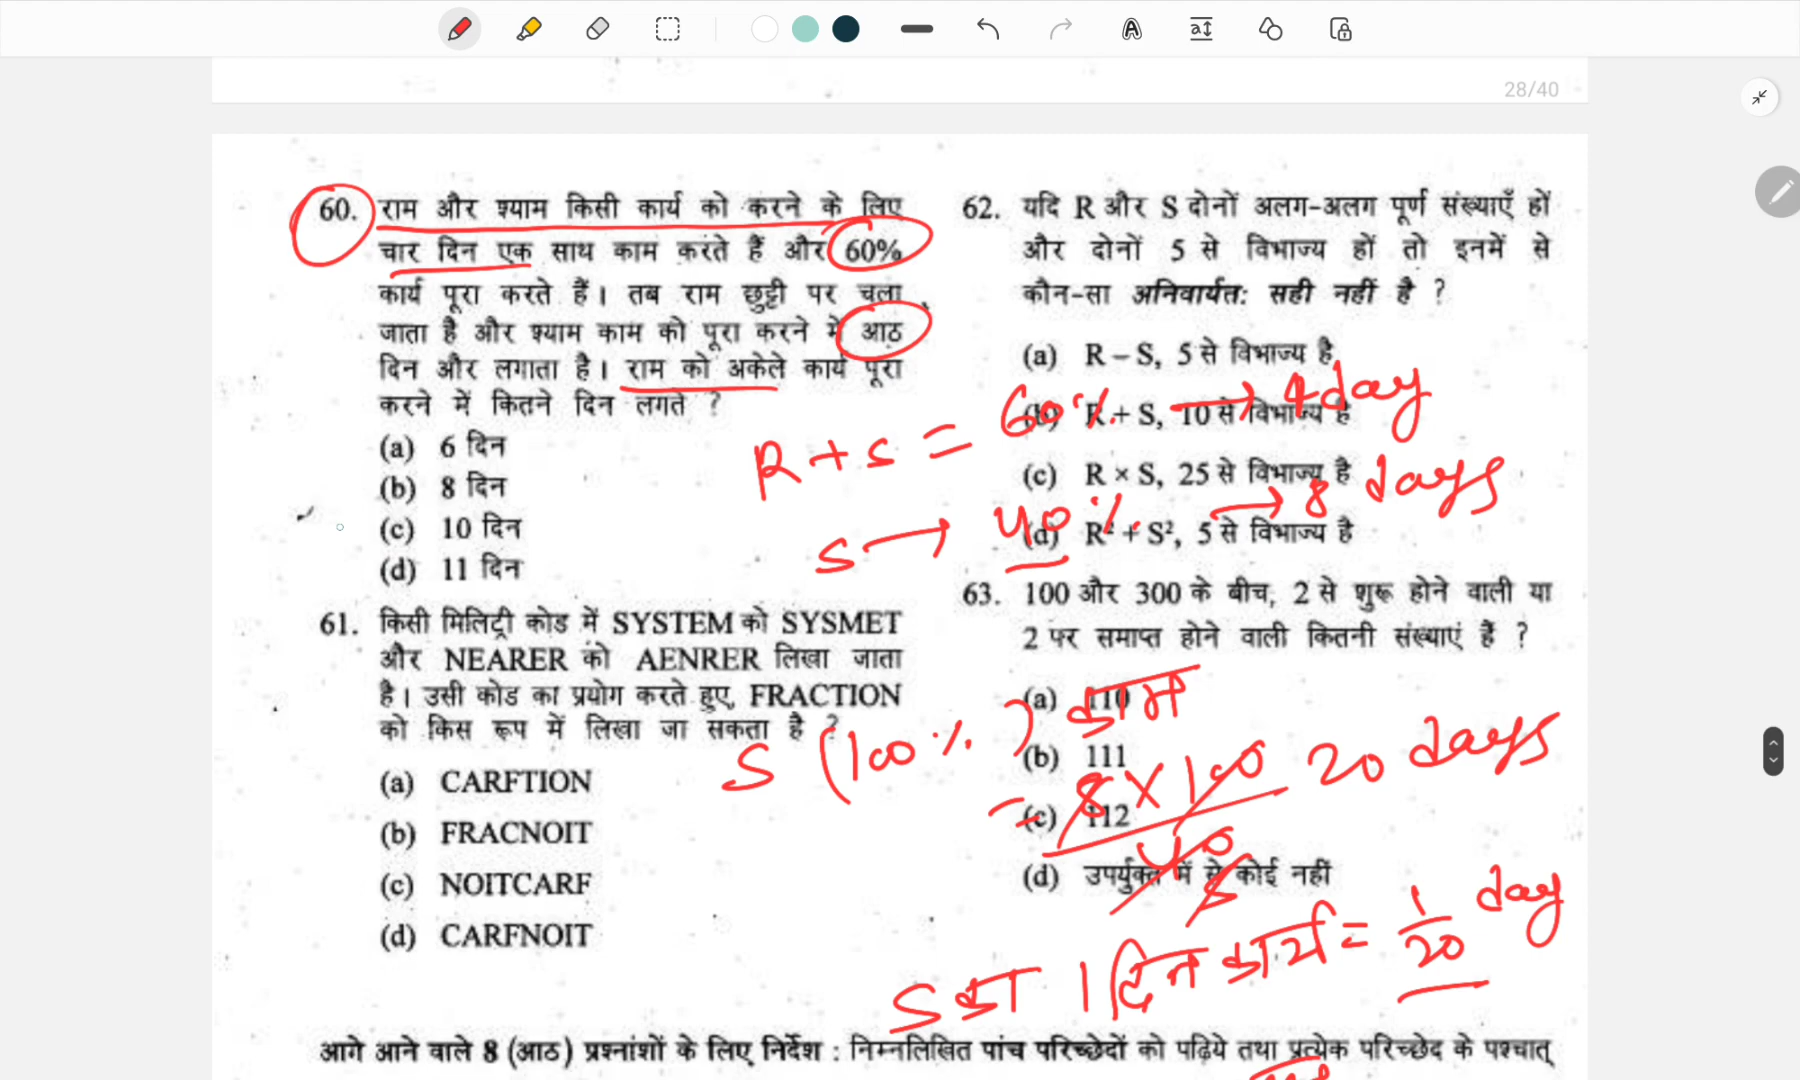 28/40
60. राम और श्याम किसी कार्य को करने के लिए
चार दिन एक साथ काम करते हैं और 60%
कार्य पूरा करते हैं। तब राम छुट्टी पर चला
जाता है और श्याम काम को पूरा करने में आठ
दिन और लगाता है। राम को अकेले कार्य पूरा
करने में कितने दिन लगते ?
(a) 6 दिन
(b) 8 दिन
(c) 10 दिन
(d) 11 दिन
61. किसी मिलिट्री कोड में SYSTEM को SYSMET
और NEARER को AENRER लिखा जाता
है। उसी कोड का प्रयोग करते हुए, FRACTION
को किस रूप में लिखा जा सकता है ?
(a) CARFTION
(b) FRACNOIT
(c) NOITCARF
(d) CARFNOIT
62. यदि R और S दोनों अलग-अलग पूर्ण संख्याएँ हों
और दोनों 5 से विभाज्य हों तो इनमें से
कौन-सा अनिवार्यत: सही नहीं है ?
(a) R – S, 5 से विभाज्य है
(b) R + S, 10 से विभाज्य है
(c) R × S, 25 से विभाज्य है
(d) R² + S², 5 से विभाज्य है
63. 100 और 300 के बीच, 2 से शुरू होने वाली या
2 पर समाप्त होने वाली कितनी संख्याएं हैं ?
(a) 110
(b) 111
(c) 112
(d) उपर्युक्त में से कोई नहीं
R + S = 60% → 4 day
S → 40% → 8 days
S (100%) काम
= 8 × 100 20 days
40
5
S का 1 दिन कार्य = 1/20 day
आगे आने वाले 8 (आठ) प्रश्नांशों के लिए निर्देश : निम्नलिखित पांच परिच्छेदों को पढ़िये तथा प्रत्येक परिच्छेद के पश्चात्